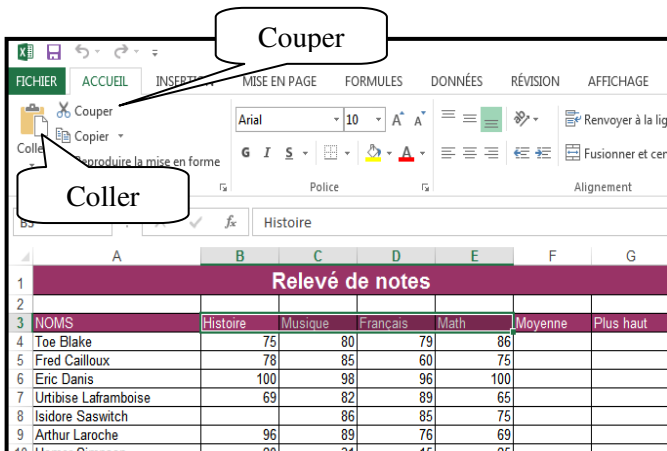 Couper
FICHIER ACCUEIL INSERTION MISE EN PAGE FORMULES DONNÉES RÉVISION AFFICHAGE
Couper
Copier
Reproduire la mise en forme
Arial 10 A A
Renvoyer à la lig
G I S A
Fusionner et cen
Coller
Police
Alignement
fx Histoire
A B C D E F G
1 Relevé de notes
2
3 NOMS Histoire Musique Français Math Moyenne Plus haut
4 Toe Blake 75 80 79 86
5 Fred Cailloux 78 85 60 75
6 Eric Danis 100 98 96 100
7 Urtibise Laframboise 69 82 89 65
8 Isidore Saswitch 86 85 75
9 Arthur Laroche 96 89 76 69